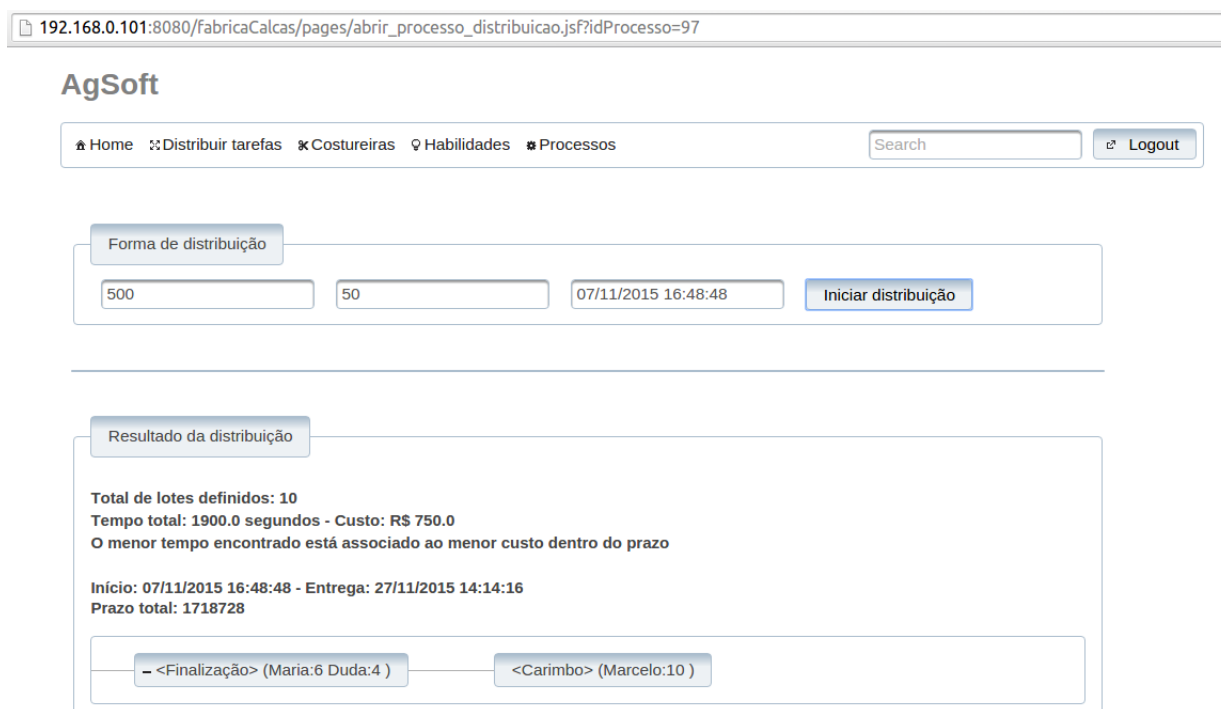 192.168.0.101:8080/fabricaCalcas/pages/abrir_processo_distribuicao.jsf?idProcesso=97
AgSoft
Home Distribuir tarefas Costureiras Habilidades Processos Search Logout
Forma de distribuição
500 50 07/11/2015 16:48:48 Iniciar distribuição
Resultado da distribuição
Total de lotes definidos: 10
Tempo total: 1900.0 segundos - Custo: R$ 750.0
O menor tempo encontrado está associado ao menor custo dentro do prazo
Início: 07/11/2015 16:48:48 - Entrega: 27/11/2015 14:14:16
Prazo total: 1718728
– <Finalização> (Maria:6 Duda:4 ) <Carimbo> (Marcelo:10 )